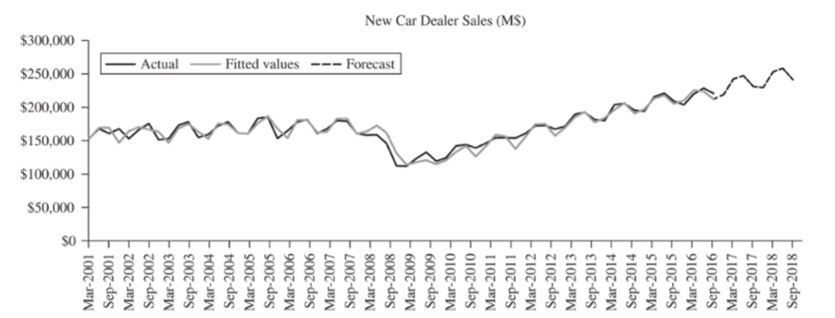 New Car Dealer Sales (M$)
$300,000
$250,000
$200,000
$150,000
$100,000
$50,000
$0
Actual Fitted values Forecast
Mar-2001
Sep-2001
Mar-2002
Sep-2002
Mar-2003
Sep-2003
Mar-2004
Sep-2004
Mar-2005
Sep-2005
Mar-2006
Sep-2006
Mar-2007
Sep-2007
Mar-2008
Sep-2008
Mar-2009
Sep-2009
Mar-2010
Sep-2010
Mar-2011
Sep-2011
Mar-2012
Sep-2012
Mar-2013
Sep-2013
Mar-2014
Sep-2014
Mar-2015
Sep-2015
Mar-2016
Sep-2016
Mar-2017
Sep-2017
Mar-2018
Sep-2018